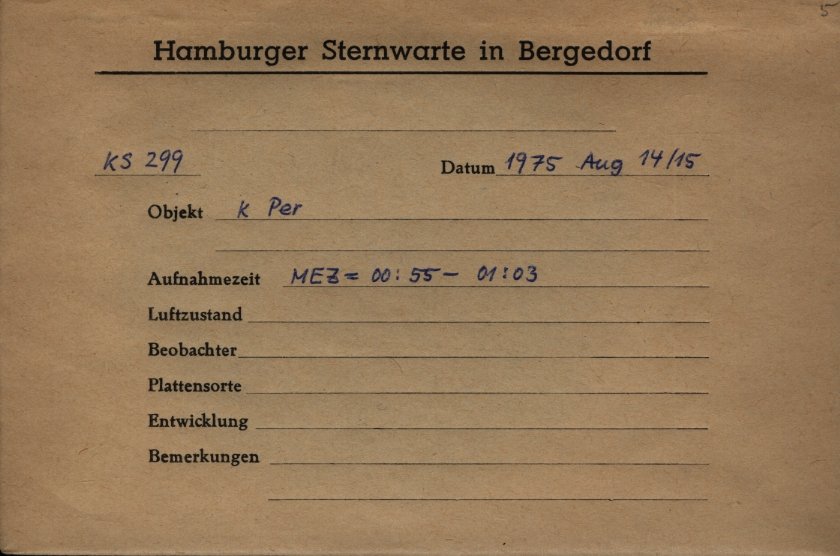 5
Hamburger Sternwarte in Bergedorf
KS 299 Datum 1975 Aug 14/15
Objekt k Per
Aufnahmezeit MEZ = 00:55 - 01:03
Luftzustand
Beobachter
Plattensorte
Entwicklung
Bemerkungen